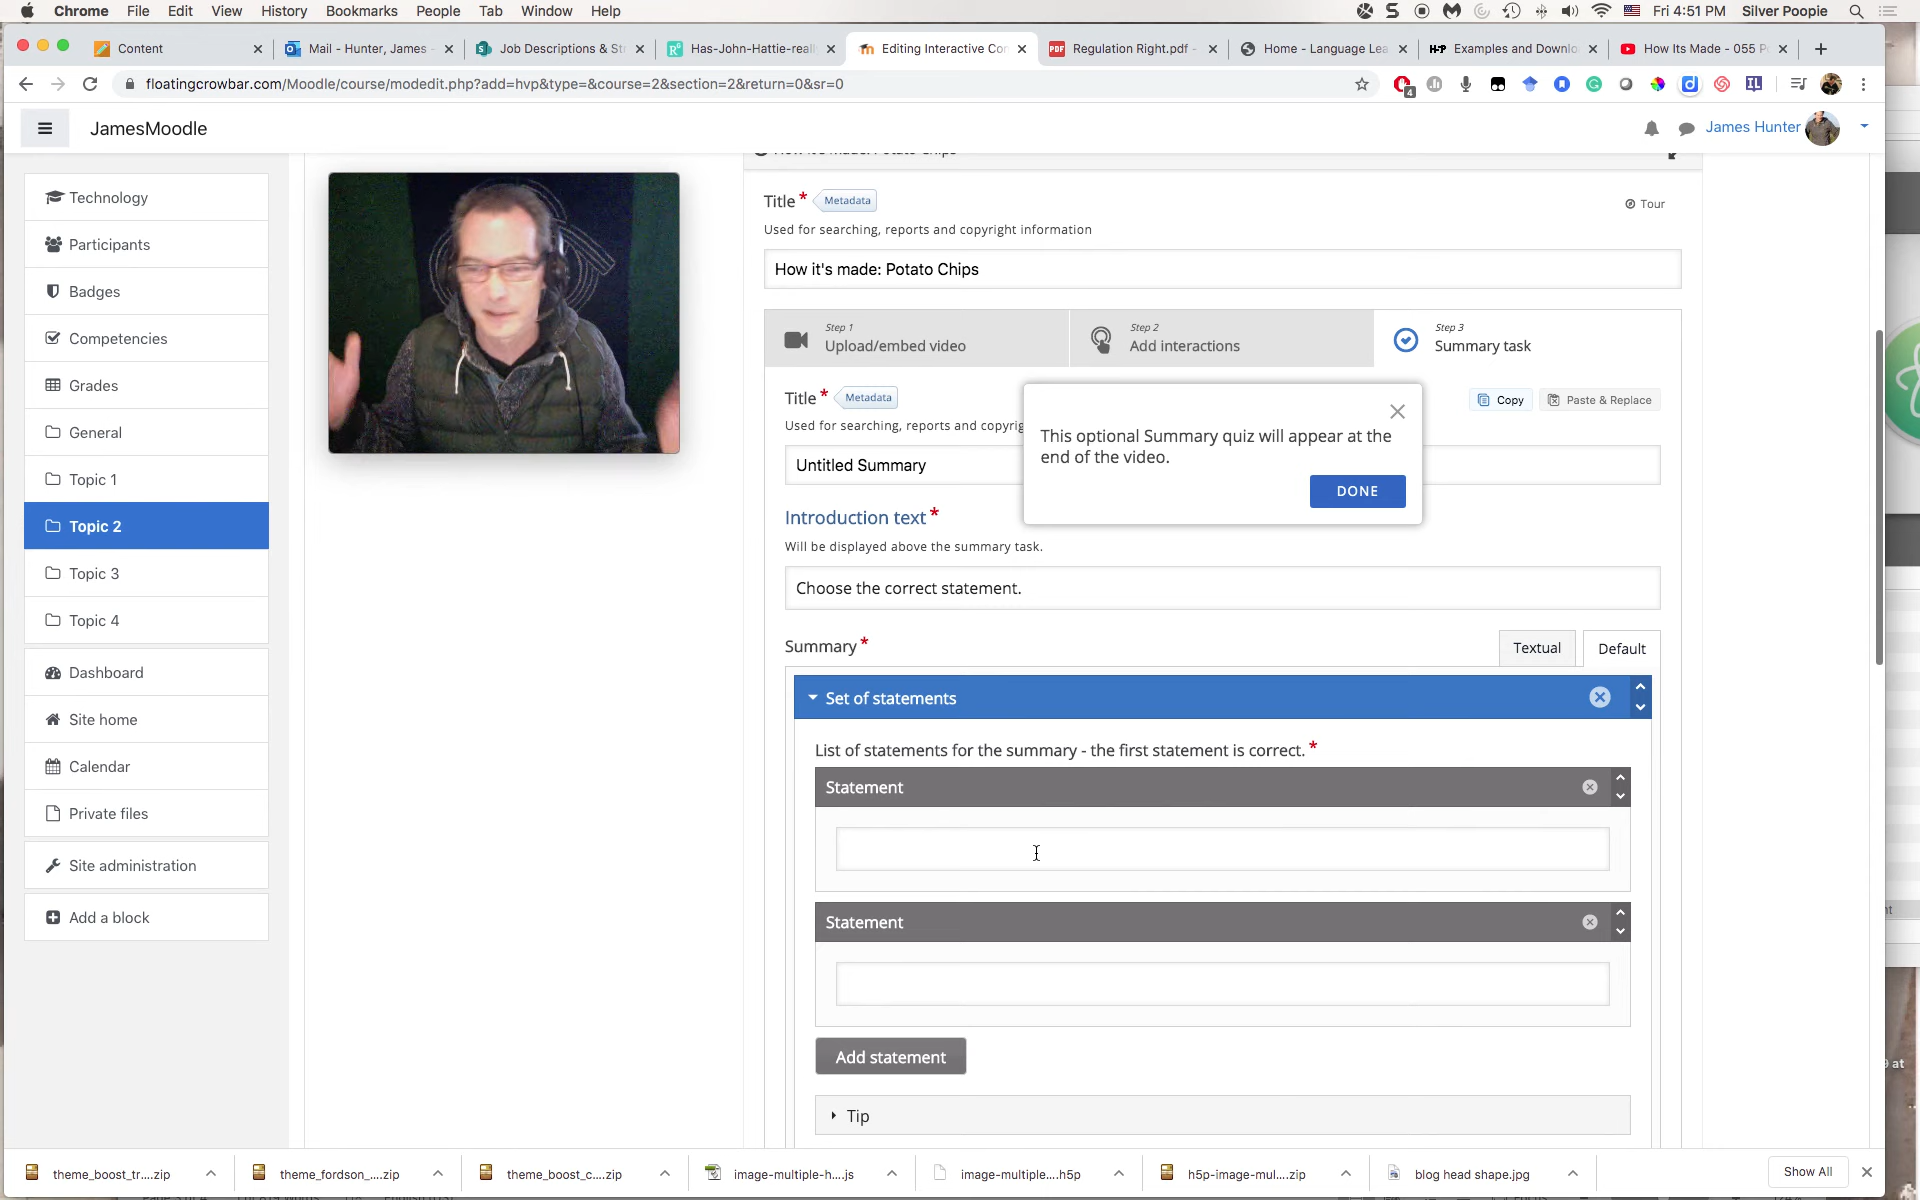 Chrome File Edit View History Bookmarks People Tab Window Help
Fri 4:51 PM Silver Poopie
Content
Mail - Hunter, James -
Job Descriptions & St
Has-John-Hattie-reall
Editing Interactive Con
Regulation Right.pdf -
Home - Language Lea
Examples and Downlo
How Its Made - 055 P
floatingcrowbar.com/Moodle/course/modedit.php?add=hvp&type=&course=2&section=2&return=0&sr=0
JamesMoodle
James Hunter
Technology
Participants
Badges
Competencies
Grades
General
Topic 1
Topic 2
Topic 3
Topic 4
Dashboard
Site home
Calendar
Private files
Site administration
Add a block
Title* Metadata
Tour
Used for searching, reports and copyright information
How it's made: Potato Chips
Step 1
Upload/embed video
Step 2
Add interactions
Step 3
Summary task
Title* Metadata
Copy
Paste & Replace
Used for searching, reports and copyrig
This optional Summary quiz will appear at the
end of the video.
DONE
Untitled Summary
Introduction text*
Will be displayed above the summary task.
Choose the correct statement.
Summary*
Textual
Default
Set of statements
List of statements for the summary - the first statement is correct.*
Statement
Statement
Add statement
Tip
theme_boost_tr....zip
theme_fordson_....zip
theme_boost_c....zip
image-multiple-h....js
image-multiple....h5p
h5p-image-mul....zip
blog head shape.jpg
Show All